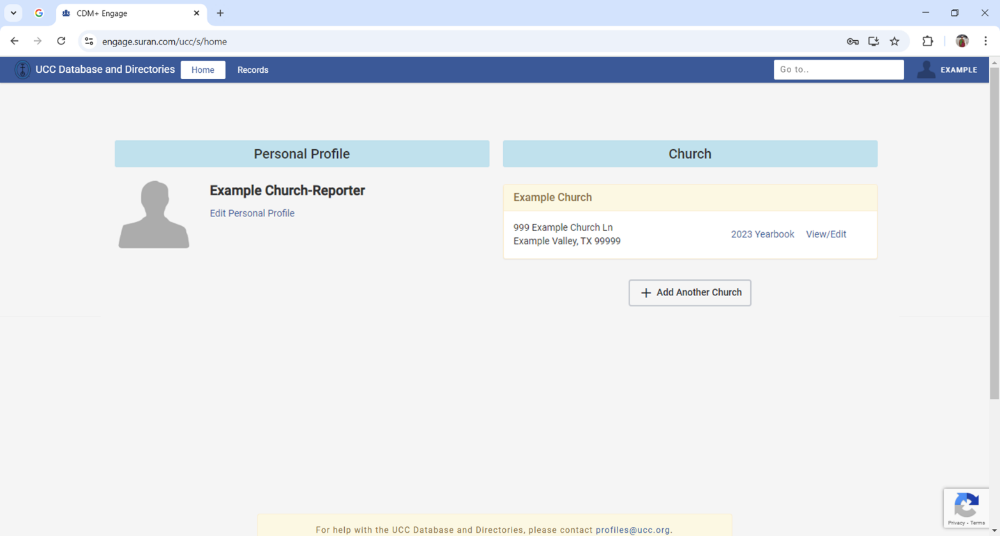 CDM+ Engage
engage.suran.com/ucc/s/home
UCC Database and Directories
Home
Records
Go to..
EXAMPLE
Personal Profile
Example Church-Reporter
Edit Personal Profile
Church
Example Church
999 Example Church Ln
Example Valley, TX 99999
2023 Yearbook
View/Edit
+ Add Another Church
For help with the UCC Database and Directories, please contact profiles@ucc.org.
Privacy - Terms